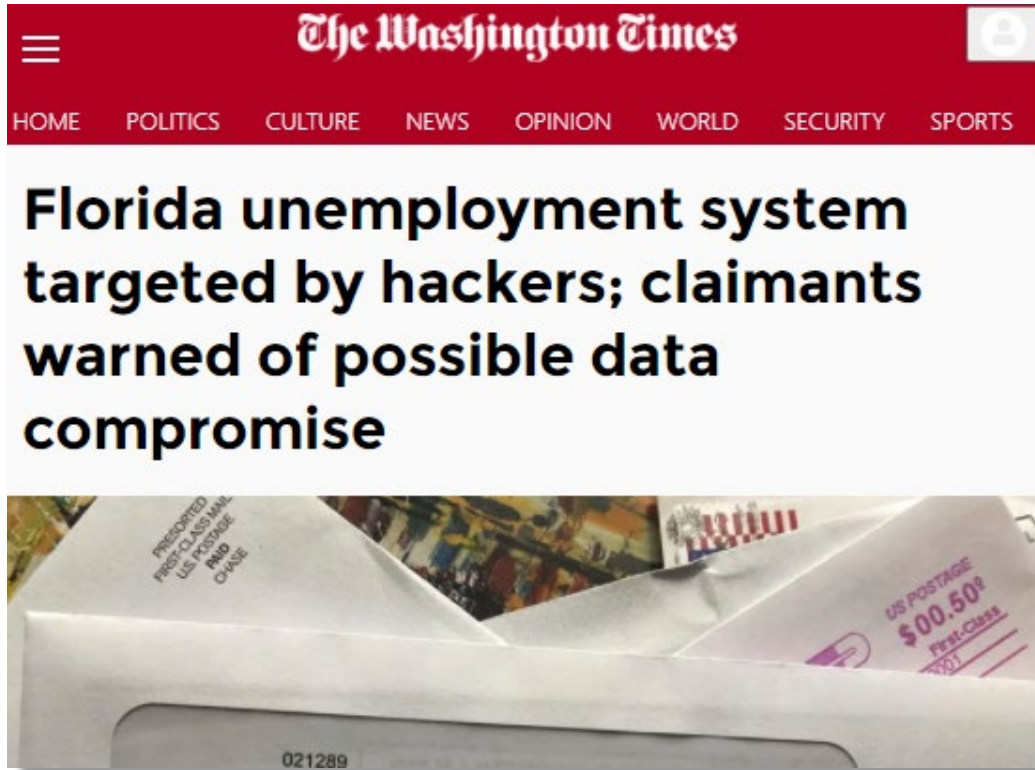 The Washington Times
HOME POLITICS CULTURE NEWS OPINION WORLD SECURITY SPORTS
Florida unemployment system
targeted by hackers; claimants
warned of possible data
compromise
PRESORTED
FIRST-CLASS MAIL
U.S. POSTAGE
PAID
CHASE
US POSTAGE
$00.50º
First-Class
0001
021289